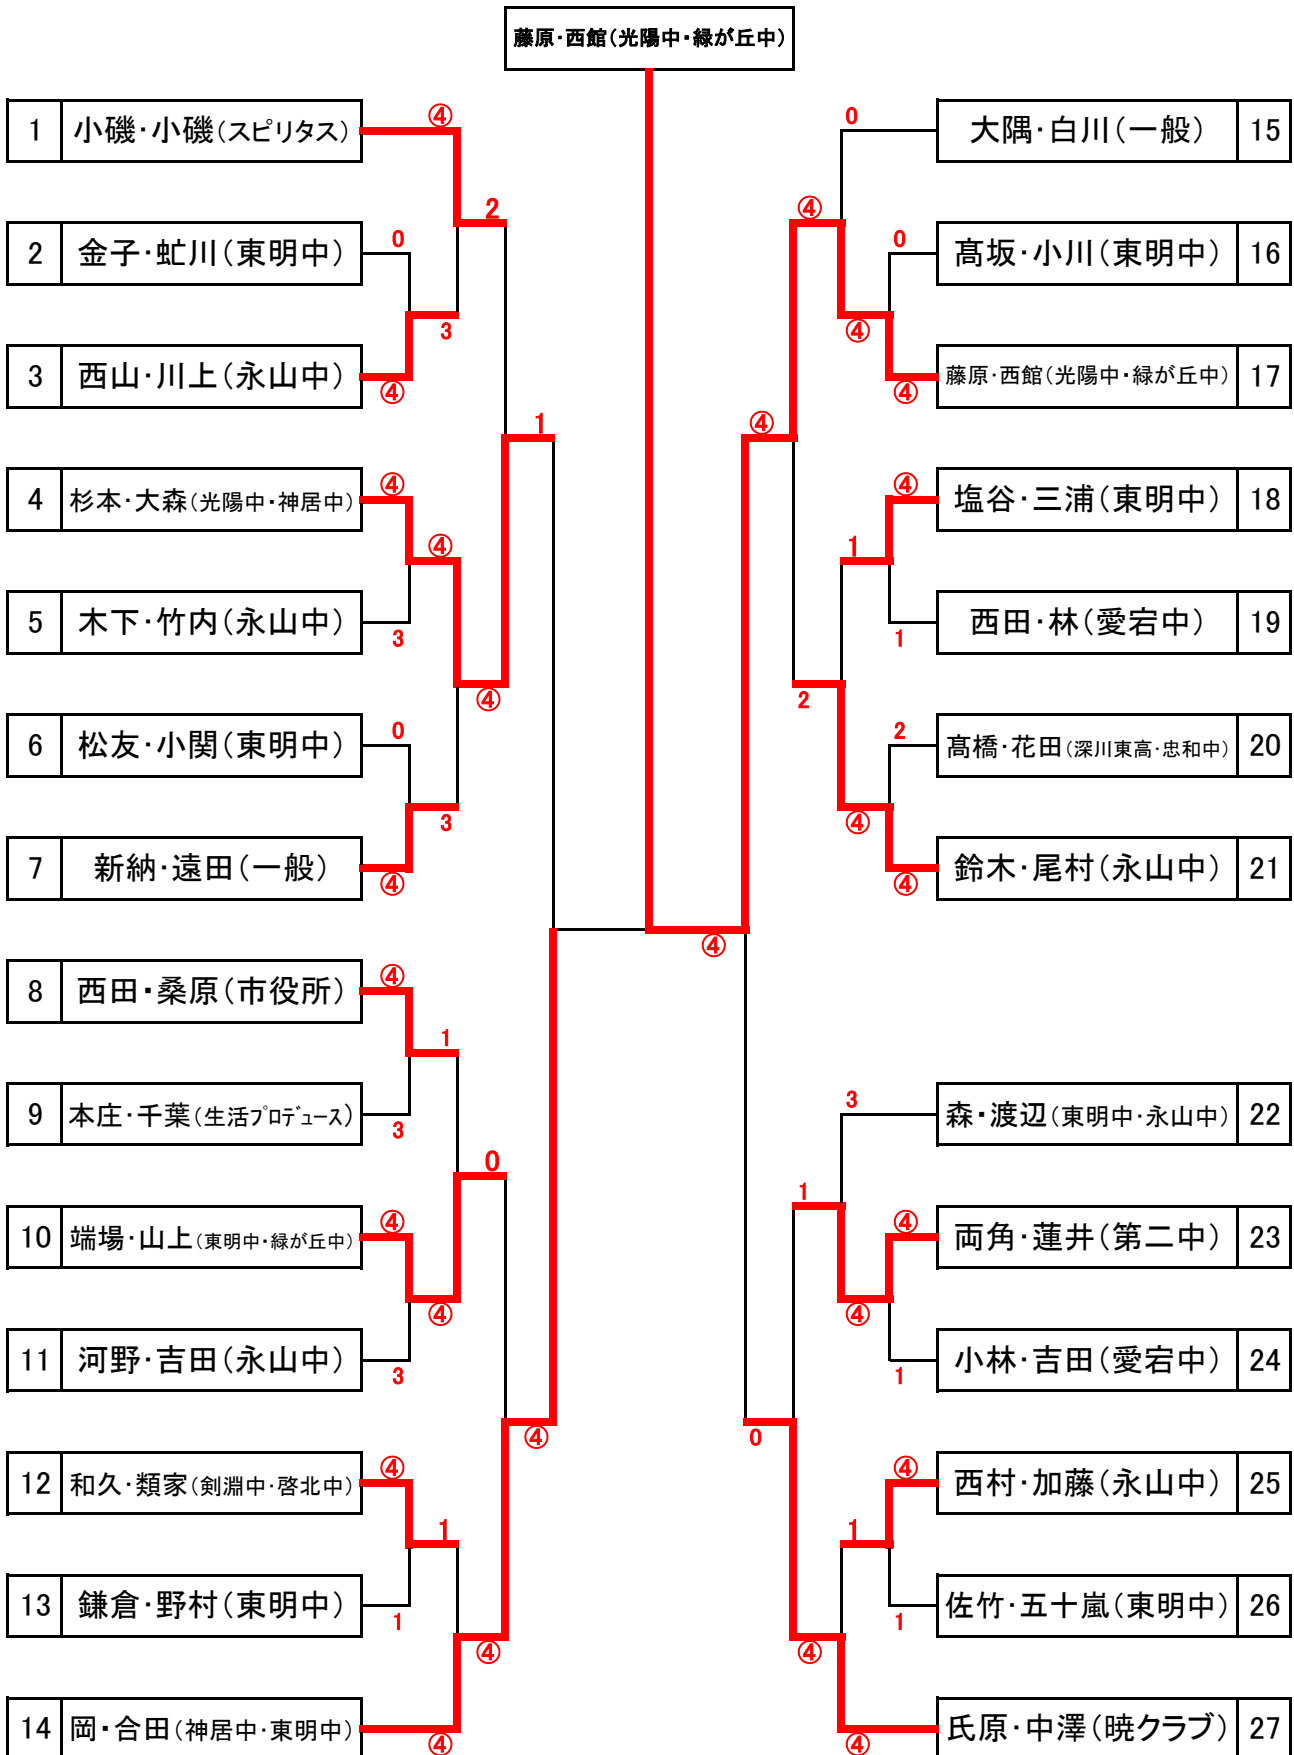 藤原・西館(光陽中・緑が丘中)
1 小磯・小磯(スピリタス)
④
2
2 金子・虻川(東明中)
0
3
3 西山・川上(永山中)
④
1
4 杉本・大森(光陽中・神居中)
④
④
5 木下・竹内(永山中)
3
④
6 松友・小関(東明中)
0
3
7 新納・遠田(一般)
④
8 西田・桑原(市役所)
④
1
9 本庄・千葉(生活プロデュース)
3
0
10 端場・山上(東明中・緑が丘中)
④
④
11 河野・吉田(永山中)
3
④
12 和久・類家(剣淵中・啓北中)
④
1
13 鎌倉・野村(東明中)
1
④
14 岡・合田(神居中・東明中)
④
④
0
大隅・白川(一般) 15
④
0
髙坂・小川(東明中) 16
④
藤原・西館(光陽中・緑が丘中) 17
④
④
④
塩谷・三浦(東明中) 18
1
西田・林(愛宕中) 19
1
2
2
髙橋・花田(深川東高・忠和中) 20
④
鈴木・尾村(永山中) 21
④
3
森・渡辺(東明中・永山中) 22
1
④
両角・蓮井(第二中) 23
④
小林・吉田(愛宕中) 24
1
0
④
西村・加藤(永山中) 25
1
佐竹・五十嵐(東明中) 26
1
④
氏原・中澤(暁クラブ) 27
④